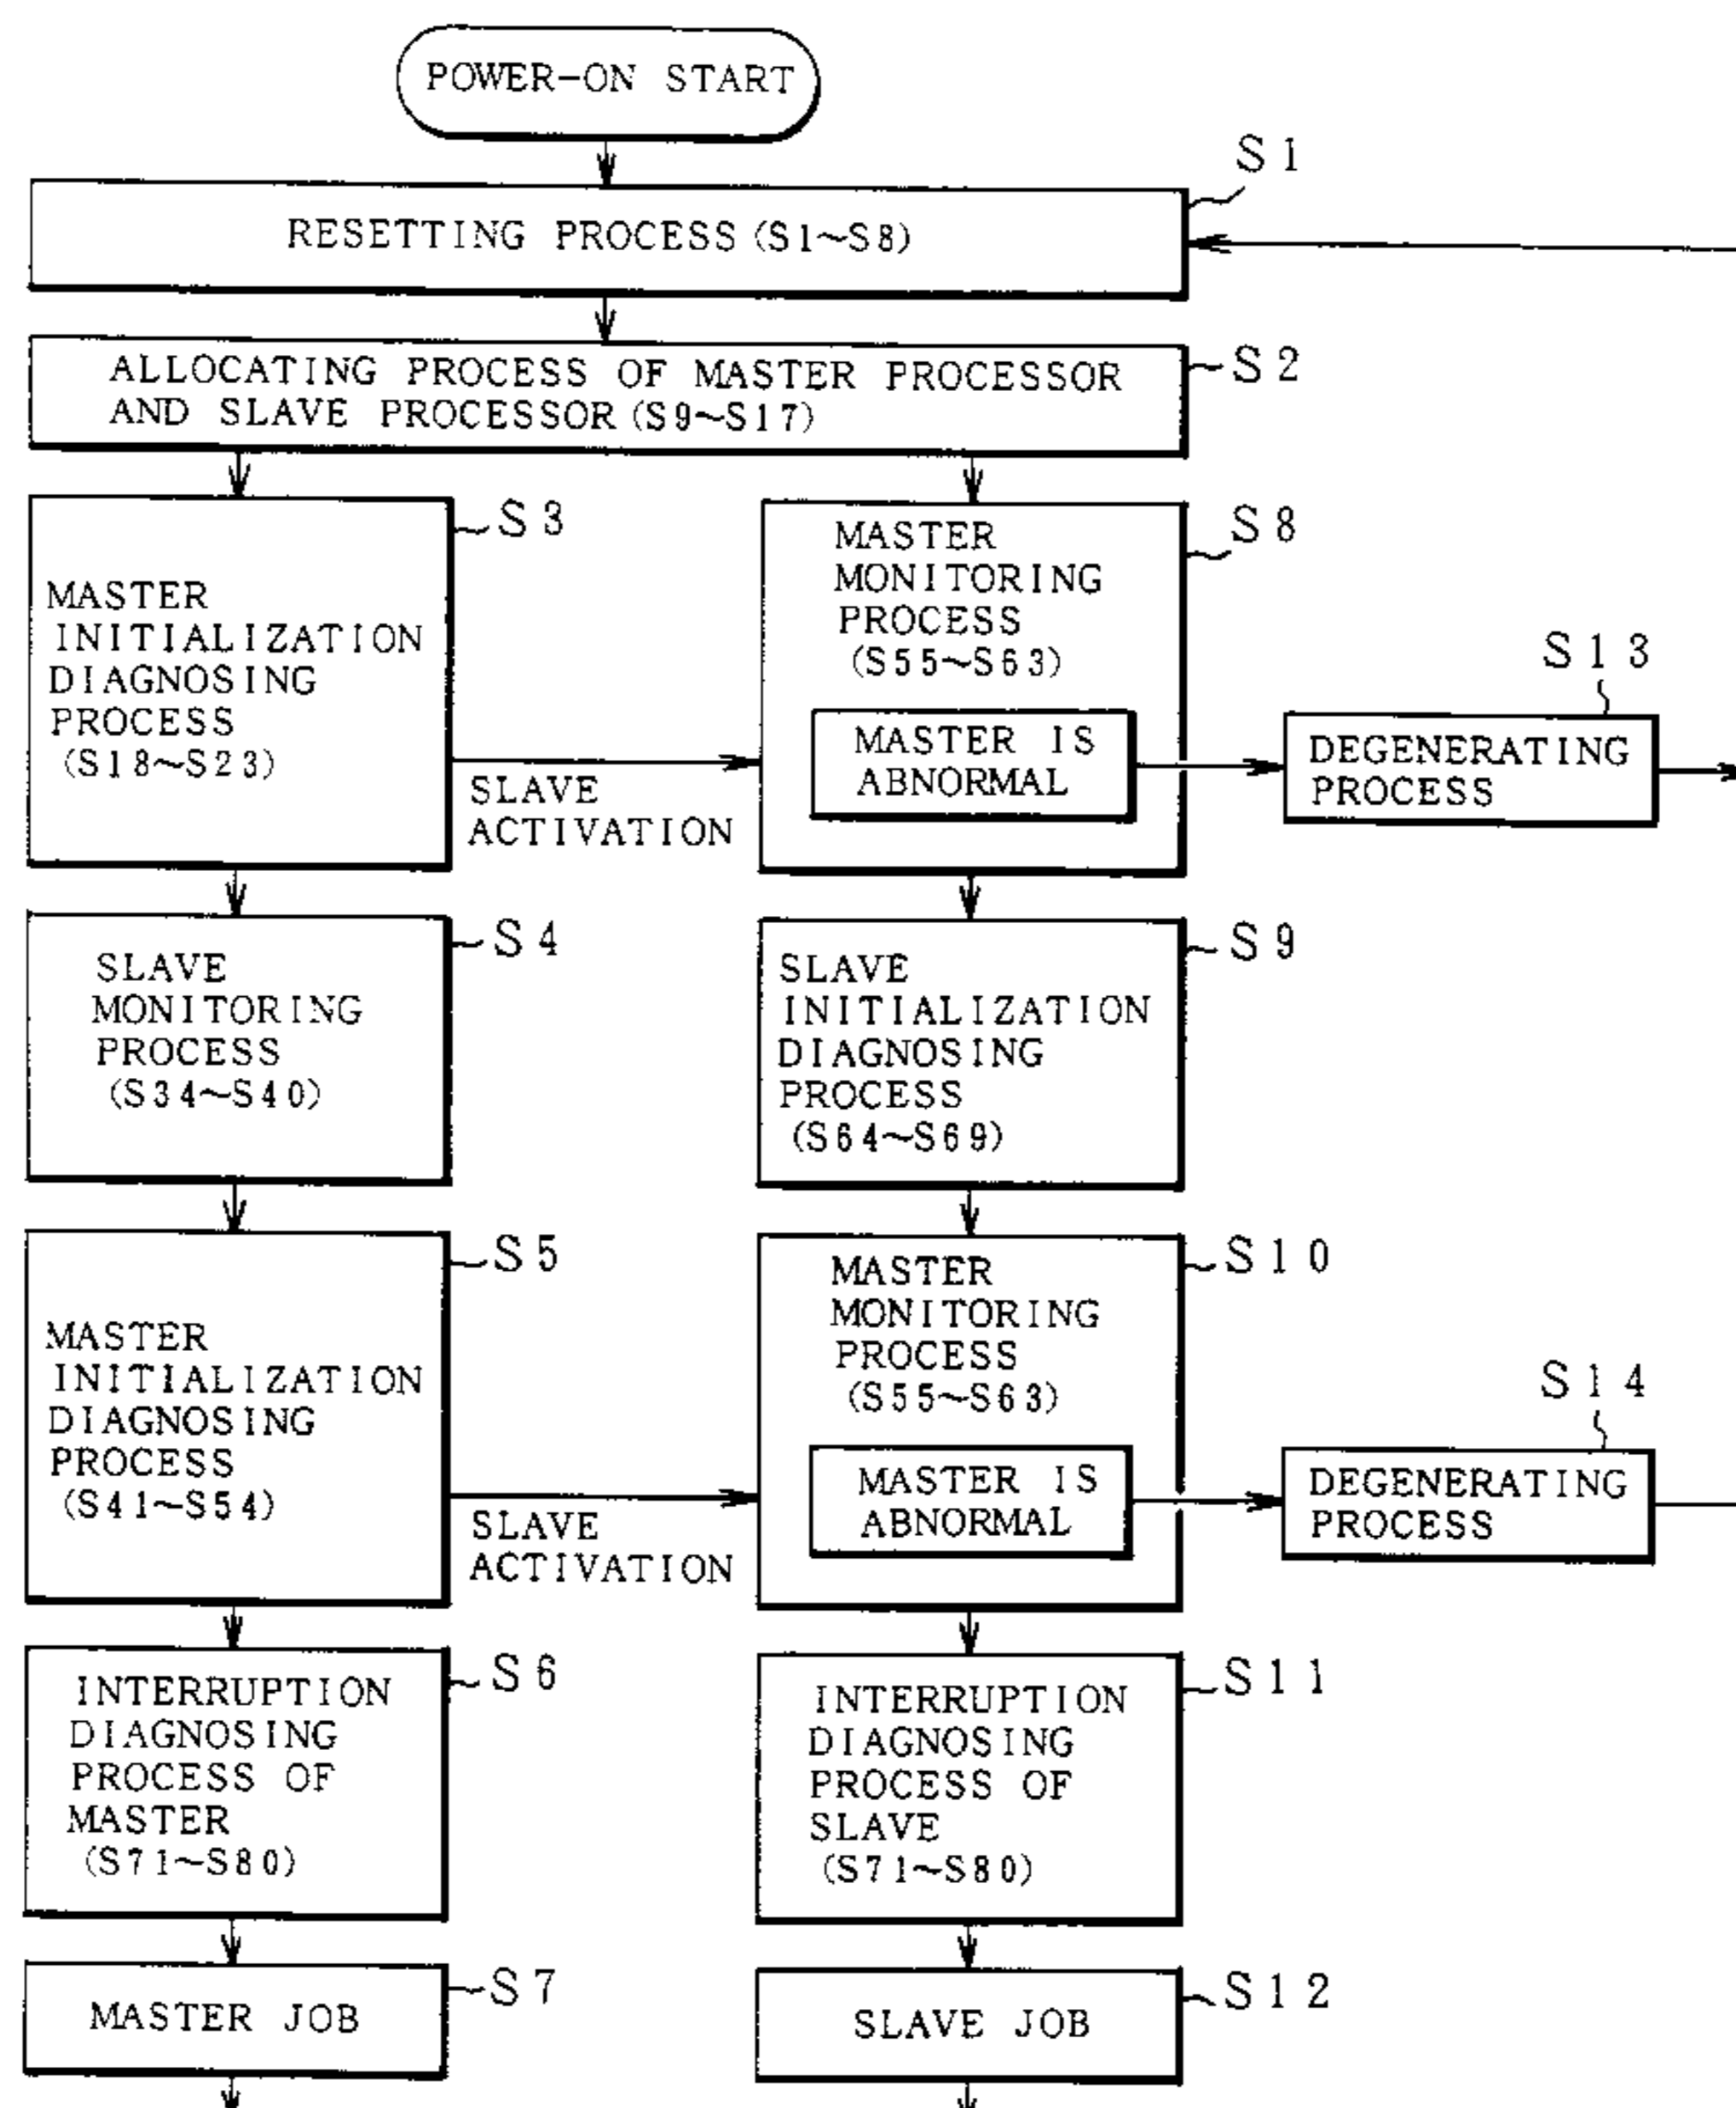 POWER-ON START
S1
RESETTING PROCESS (S1~S8)
ALLOCATING PROCESS OF MASTER PROCESSOR
AND SLAVE PROCESSOR (S9~S17)
S2
MASTER
INITIALIZATION
DIAGNOSING
PROCESS
(S18~S23)
S3
SLAVE
ACTIVATION
MASTER
MONITORING
PROCESS
(S55~S63)
MASTER IS
ABNORMAL
S8
S13
DEGENERATING
PROCESS
SLAVE
MONITORING
PROCESS
(S34~S40)
S4
SLAVE
INITIALIZATION
DIAGNOSING
PROCESS
(S64~S69)
S9
MASTER
INITIALIZATION
DIAGNOSING
PROCESS
(S41~S54)
S5
SLAVE
ACTIVATION
MASTER
MONITORING
PROCESS
(S55~S63)
MASTER IS
ABNORMAL
S10
S14
DEGENERATING
PROCESS
INTERRUPTION
DIAGNOSING
PROCESS OF
MASTER
(S71~S80)
S6
INTERRUPTION
DIAGNOSING
PROCESS OF
SLAVE
(S71~S80)
S11
MASTER JOB
S7
SLAVE JOB
S12